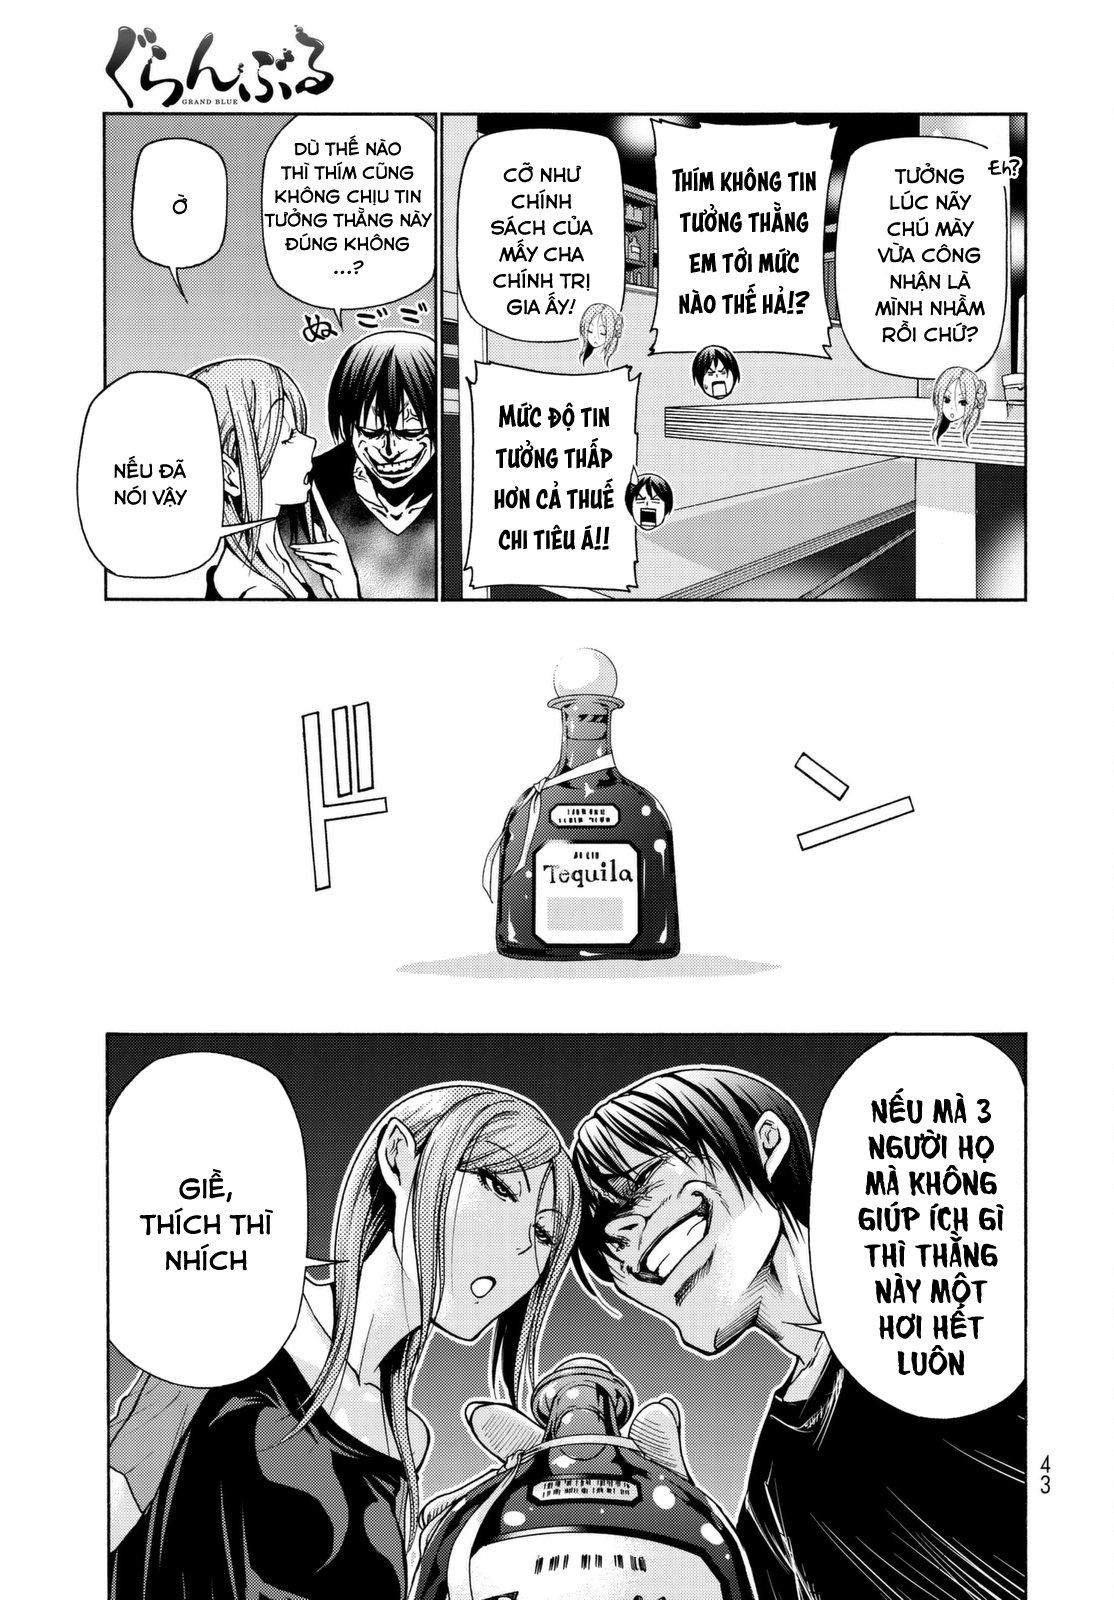 ぐらんぶる
GRAND BLUE
Eh?
TƯỞNG
LÚC NÃY
CHÚ MÀY
VỪA CÔNG
NHẬN LÀ
MÌNH NHẦM
RỒI CHỨ?
THÍM KHÔNG TIN
TƯỞNG THẰNG
EM TỚI MỨC
NÀO THẾ HẢ!?
CỠ NHƯ
CHÍNH
SÁCH CỦA
MẤY CHA
CHÍNH TRỊ
GIA ẤY!
MỨC ĐỘ TIN
TƯỞNG THẤP
HƠN CẢ THUẾ
CHI TIÊU Á!!
DÙ THẾ NÀO
THÌ THÍM CŨNG
KHÔNG CHỊU TIN
TƯỞNG THẰNG NÀY
ĐÚNG KHÔNG
...?
Ờ
ぬごご
NẾU ĐÃ
NÓI VẬY
ドン
Tequila
NẾU MÀ 3
NGƯỜI HỌ
MÀ KHÔNG
GIÚP ÍCH GÌ
THÌ THẰNG
NÀY MỘT
HƠI HẾT
LUÔN
GIỀ,
THÍCH THÌ
NHÍCH
43